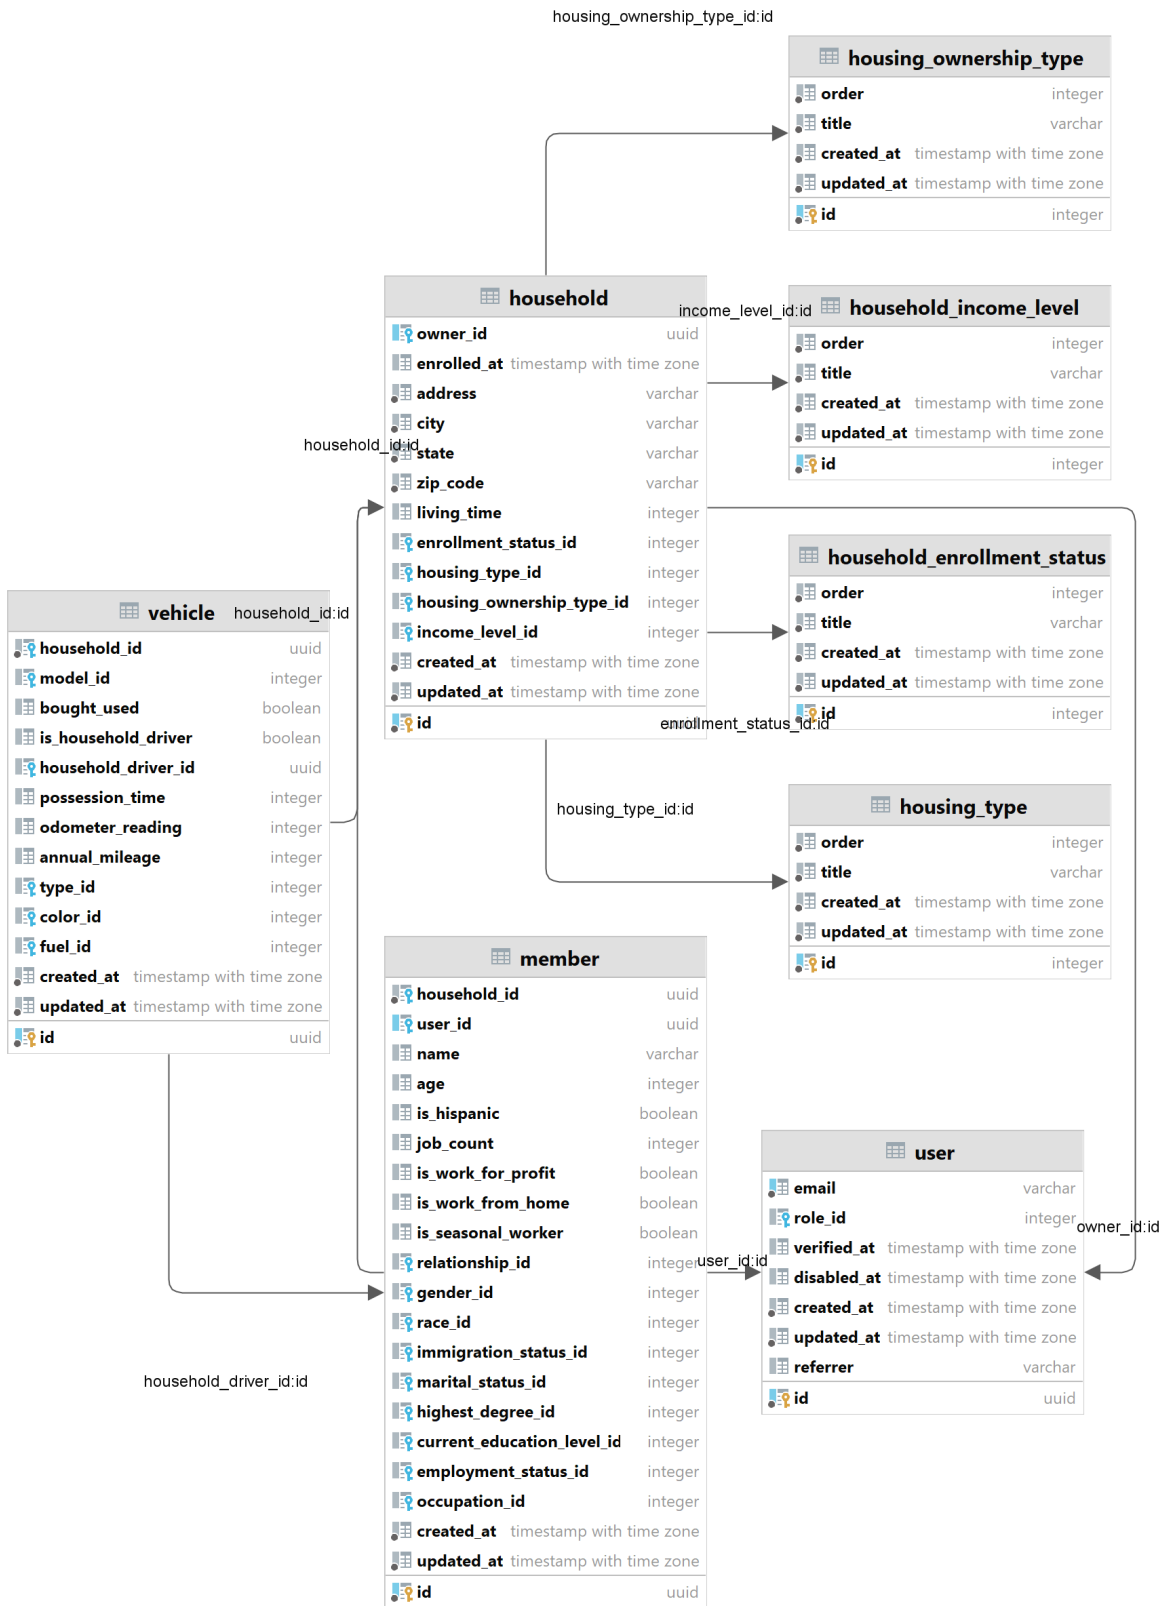 housing_ownership_type_id:id
housing_ownership_type
order integer
title varchar
created_at timestamp with time zone
updated_at timestamp with time zone
id integer
household
owner_id uuid
enrolled_at timestamp with time zone
address varchar
city varchar
state varchar
zip_code varchar
living_time integer
enrollment_status_id integer
housing_type_id integer
housing_ownership_type_id integer
income_level_id integer
created_at timestamp with time zone
updated_at timestamp with time zone
id
income_level_id:id
household_income_level
order integer
title varchar
created_at timestamp with time zone
updated_at timestamp with time zone
id integer
household_id:id
household_enrollment_status
order integer
title varchar
created_at timestamp with time zone
updated_at timestamp with time zone
id integer
enrollment_status_id:id
vehicle
household_id:id
household_id uuid
model_id integer
bought_used boolean
is_household_driver boolean
household_driver_id uuid
possession_time integer
odometer_reading integer
annual_mileage integer
type_id integer
color_id integer
fuel_id integer
created_at timestamp with time zone
updated_at timestamp with time zone
id uuid
housing_type_id:id
housing_type
order integer
title varchar
created_at timestamp with time zone
updated_at timestamp with time zone
id integer
member
household_id uuid
user_id uuid
name varchar
age integer
is_hispanic boolean
job_count integer
is_work_for_profit boolean
is_work_from_home boolean
is_seasonal_worker boolean
relationship_id integer
gender_id integer
race_id integer
immigration_status_id integer
marital_status_id integer
highest_degree_id integer
current_education_level_id integer
employment_status_id integer
occupation_id integer
created_at timestamp with time zone
updated_at timestamp with time zone
id uuid
user_id:id
user
email varchar
role_id integer
verified_at timestamp with time zone
disabled_at timestamp with time zone
created_at timestamp with time zone
updated_at timestamp with time zone
referrer varchar
id uuid
owner_id:id
household_driver_id:id